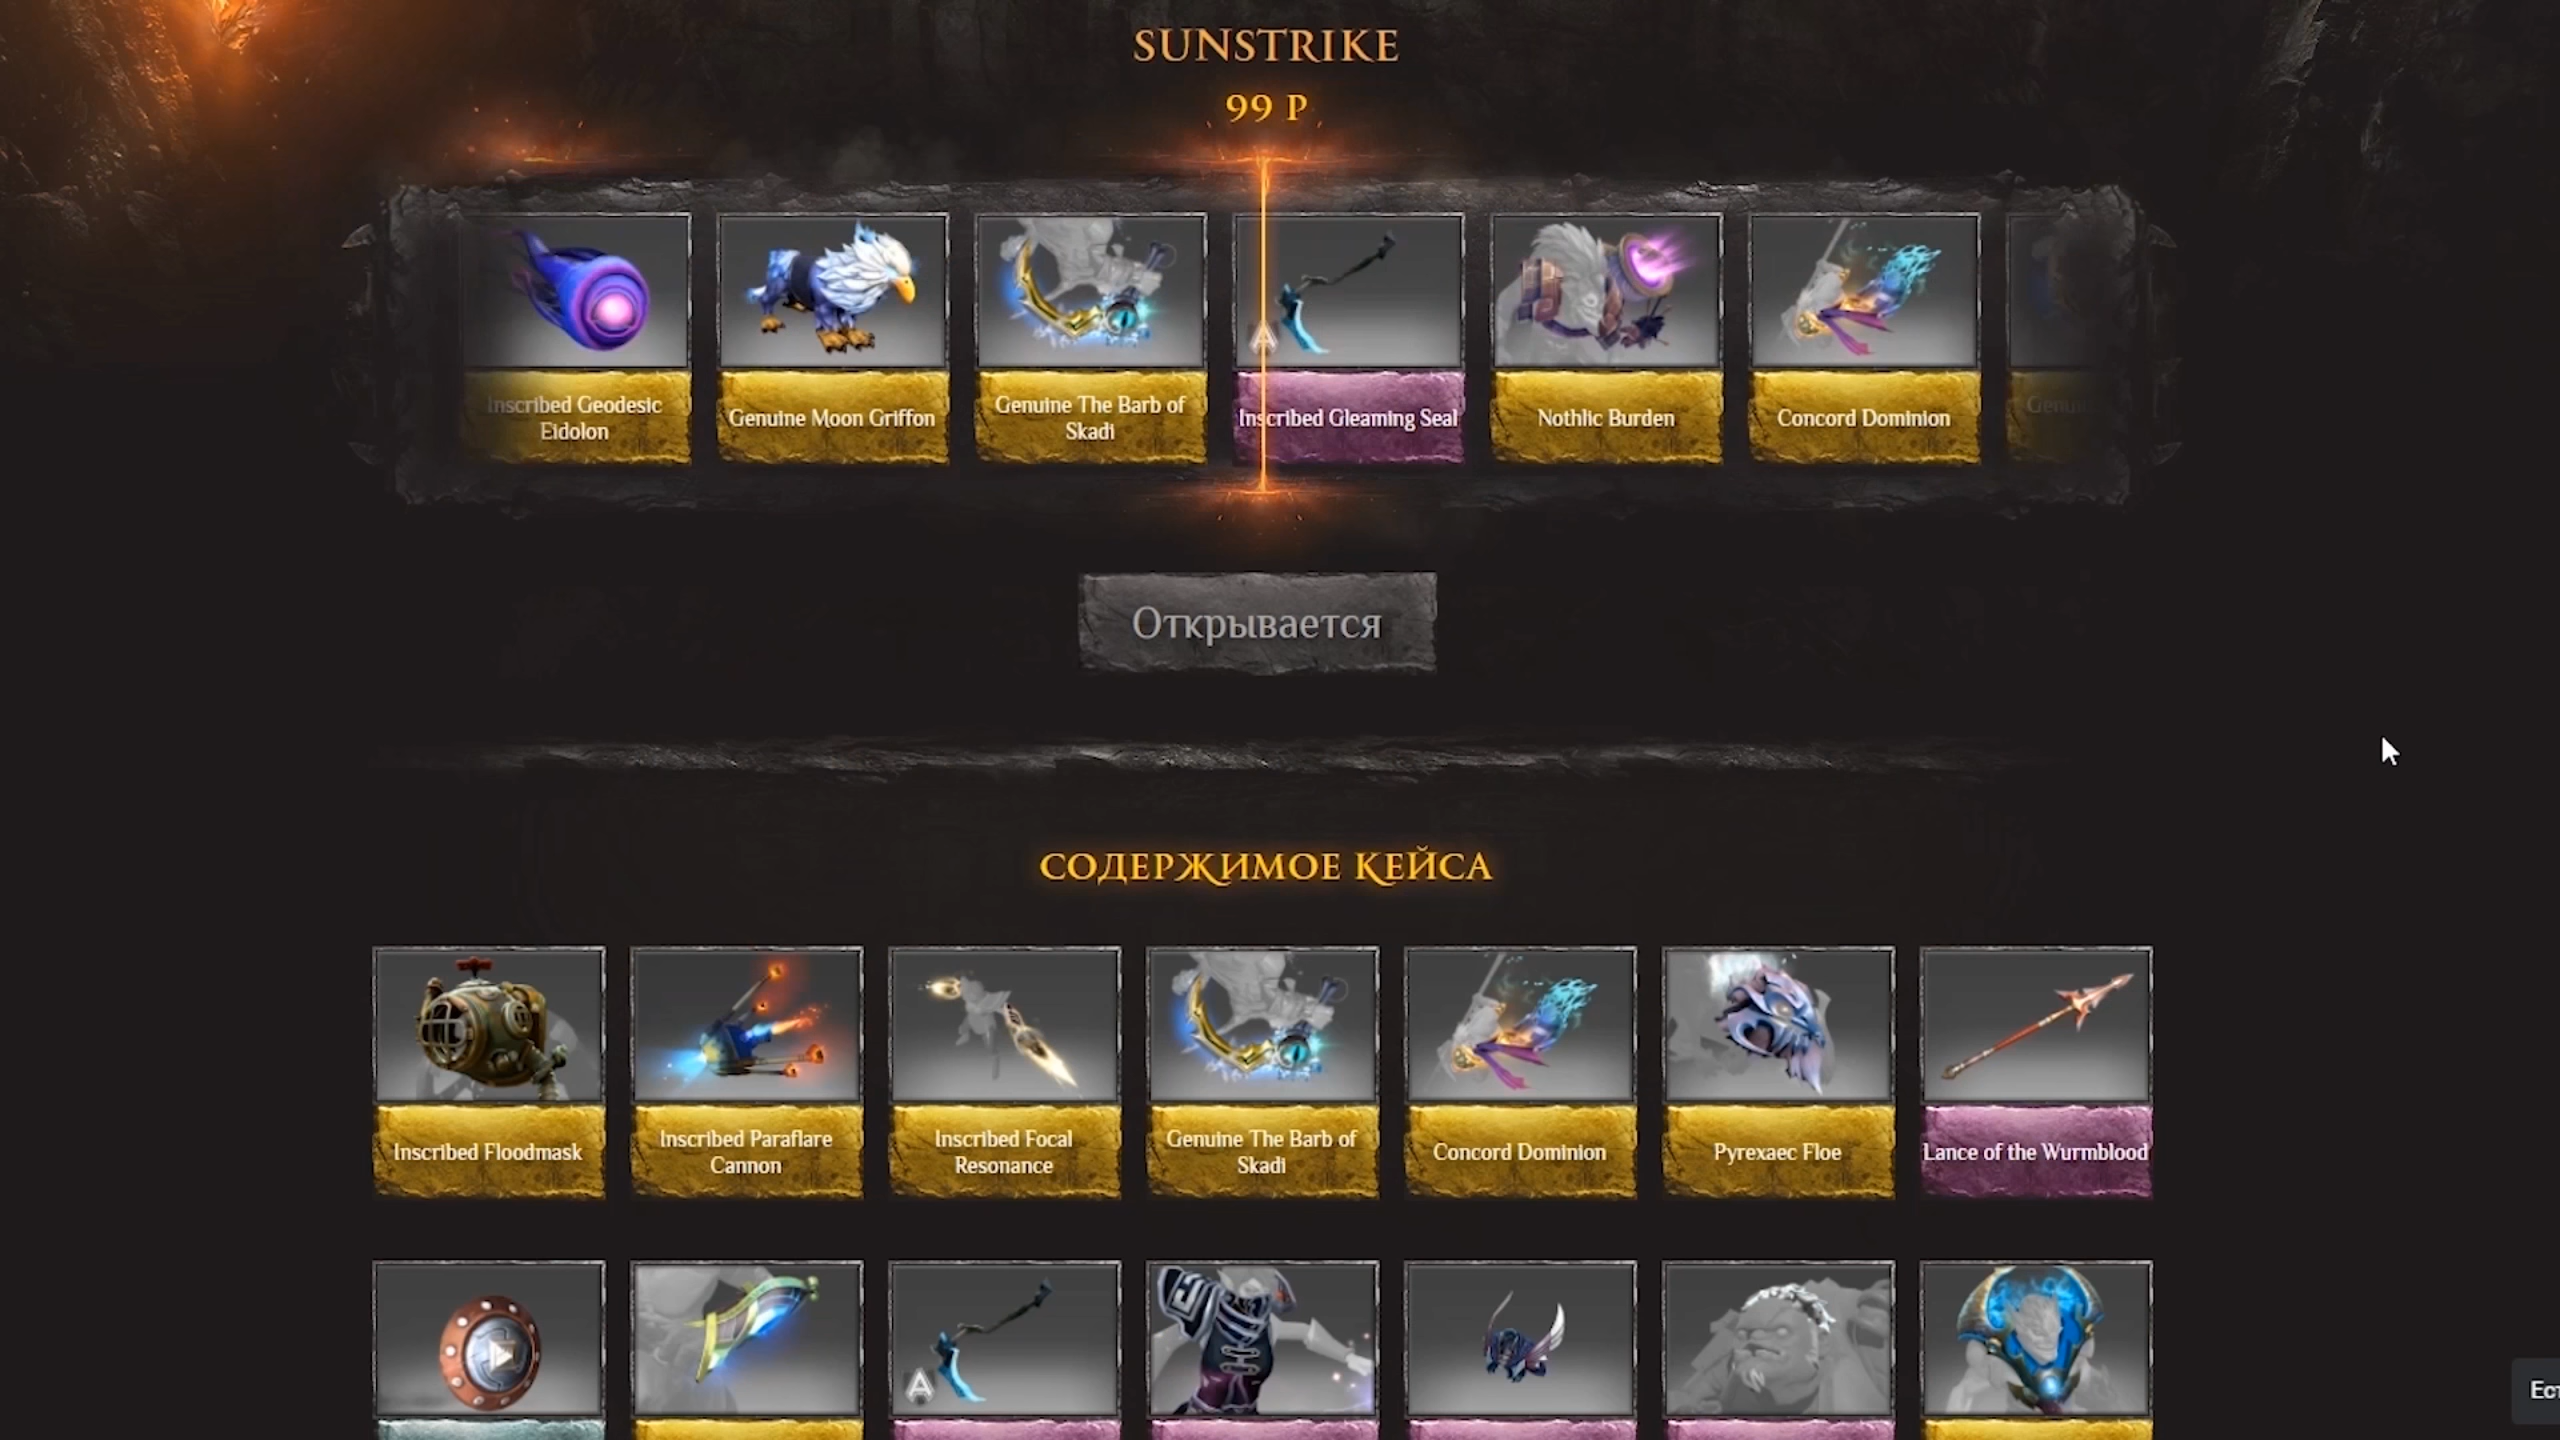 SUNSTRIKE
99 Р
Inscribed Geodesic
Eidolon
Genuine Moon Griffon
Genuine The Barb of
Skadi
Inscribed Gleaming Seal
Nothlic Burden
Concord Dominion
Открывается
СОДЕРЖИМОЕ КЕЙСА
Inscribed Floodmask
Inscribed Paraflare
Cannon
Inscribed Focal
Resonance
Genuine The Barb of
Skadi
Concord Dominion
Pyrexaec Floe
Lance of the Wurmblood